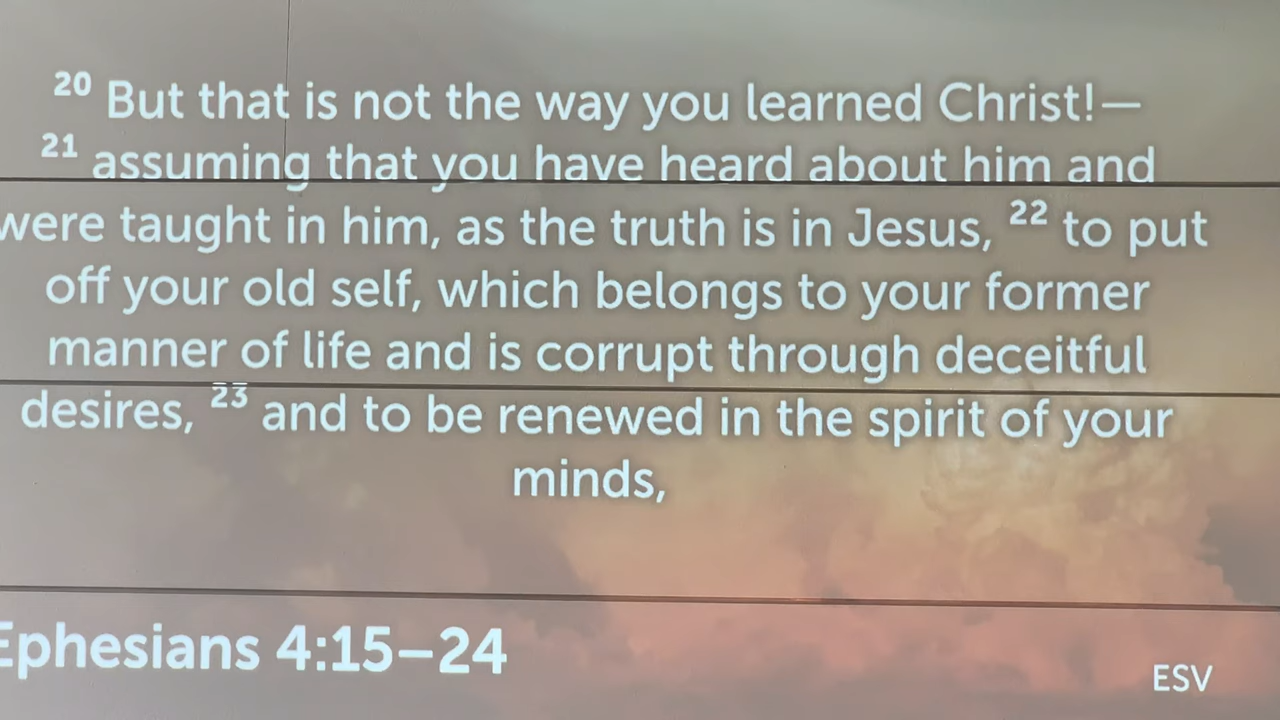 20 But that is not the way you learned Christ!—
21 assuming that you have heard about him and
were taught in him, as the truth is in Jesus, 22 to put
off your old self, which belongs to your former
manner of life and is corrupt through deceitful
desires, 23 and to be renewed in the spirit of your
minds,
Ephesians 4:15–24
ESV